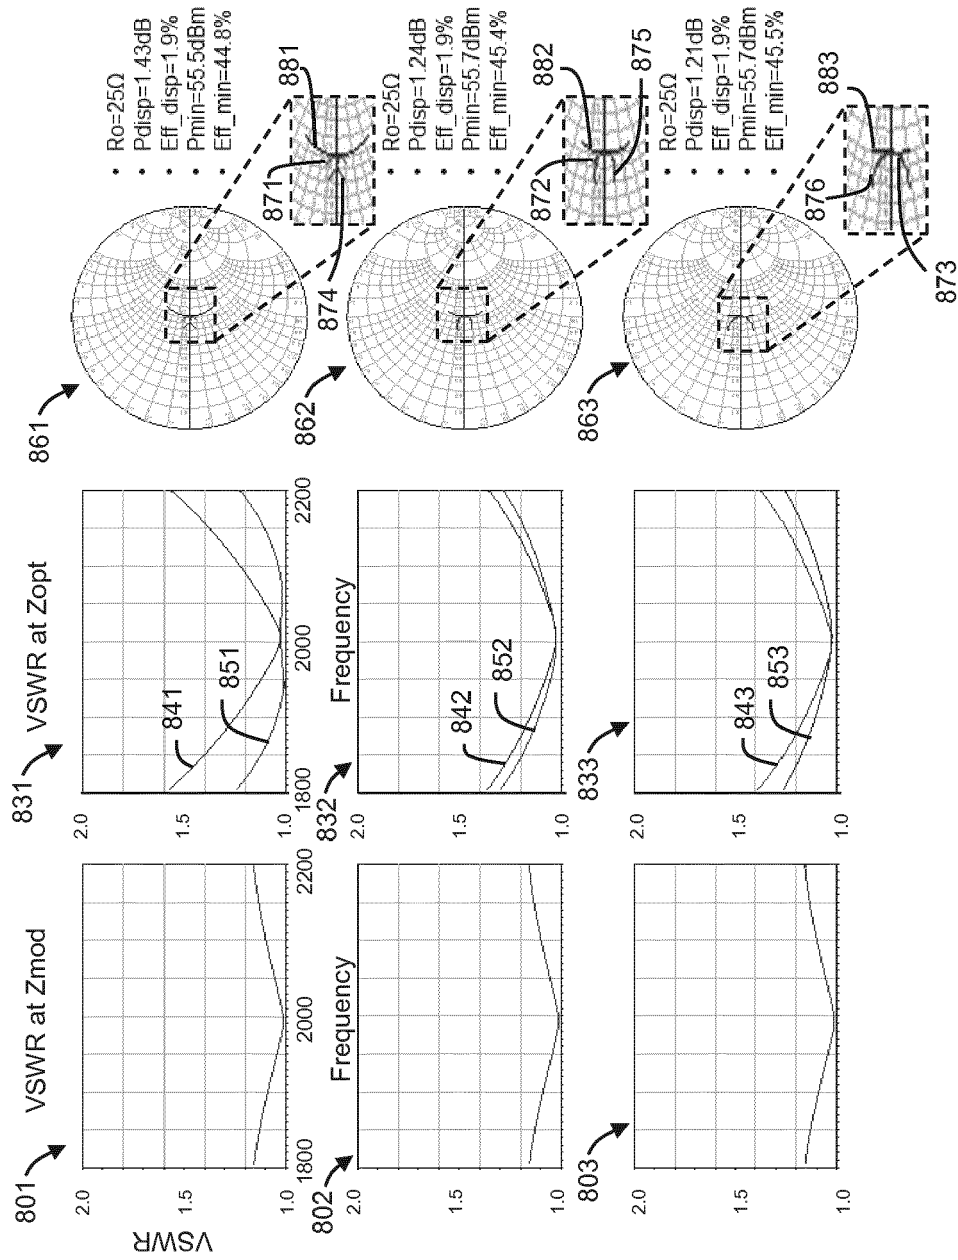 801
VSWR at Zmod
831
VSWR at Zopt
861
VSWR
2.0
1.5
1.0
1800
2000
2200
2.0
1.5
1.0
1800
2000
2200
841
851
Ro=25Ω
Pdisp=1.43dB
Eff_disp=1.9%
Pmin=55.5dBm
Eff_min=44.8%
871
881
874
802
Frequency
832
Frequency
862
2.0
1.5
1.0
2.0
1.5
1.0
842
852
Ro=25Ω
Pdisp=1.24dB
Eff_disp=1.9%
Pmin=55.7dBm
Eff_min=45.4%
872
882
875
803
833
863
2.0
1.5
1.0
2.0
1.5
1.0
843
853
Ro=25Ω
Pdisp=1.21dB
Eff_disp=1.9%
Pmin=55.7dBm
Eff_min=45.5%
876
883
873